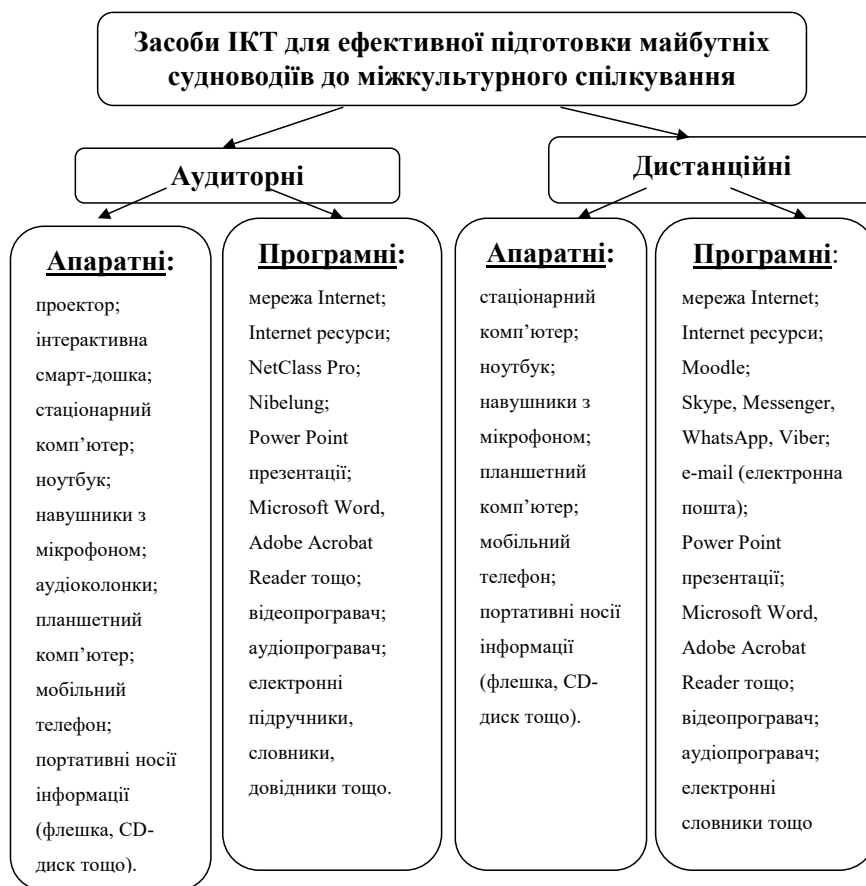 Засоби ІКТ для ефективної підготовки майбутніх
судноводіїв до міжкультурного спілкування
Аудиторні
Дистанційні
Апаратні:
проектор;
інтерактивна
смарт-дошка;
стаціонарний
комп’ютер;
ноутбук;
навушники з
мікрофоном;
аудіоколонки;
планшетний
комп’ютер;
мобільний
телефон;
портативні носії
інформації
(флешка, CD-
диск тощо).
Програмні:
мережа Internet;
Internet ресурси;
NetClass Pro;
Nibelung;
Power Point
презентації;
Microsoft Word,
Adobe Acrobat
Reader тощо;
відеопрогравач;
аудіопрогравач;
електронні
підручники,
словники,
довідники тощо.
Апаратні:
стаціонарний
комп’ютер;
ноутбук;
навушники з
мікрофоном;
планшетний
комп’ютер;
мобільний
телефон;
портативні носії
інформації
(флешка, CD-
диск тощо).
Програмні:
мережа Internet;
Internet ресурси;
Moodle;
Skype, Messenger,
WhatsApp, Viber;
e-mail (електронна
пошта);
Power Point
презентації;
Microsoft Word,
Adobe Acrobat
Reader тощо;
відеопрогравач;
аудіопрогравач;
електронні
словники тощо